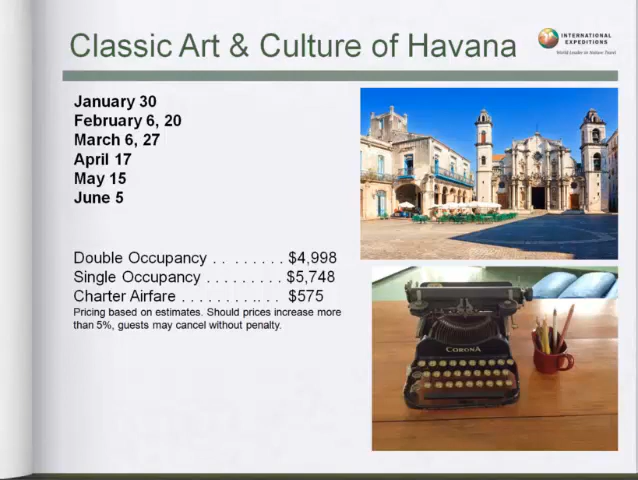 Classic Art & Culture of Havana
INTERNATIONAL
EXPEDITIONS
World Leader in Nature Travel
January 30
February 6, 20
March 6, 27
April 17
May 15
June 5
Double Occupancy . . . . . . . . $4,998
Single Occupancy . . . . . . . . . $5,748
Charter Airfare . . . . . . . . .. . . $575
Pricing based on estimates. Should prices increase more
than 5%, guests may cancel without penalty.
CORONA